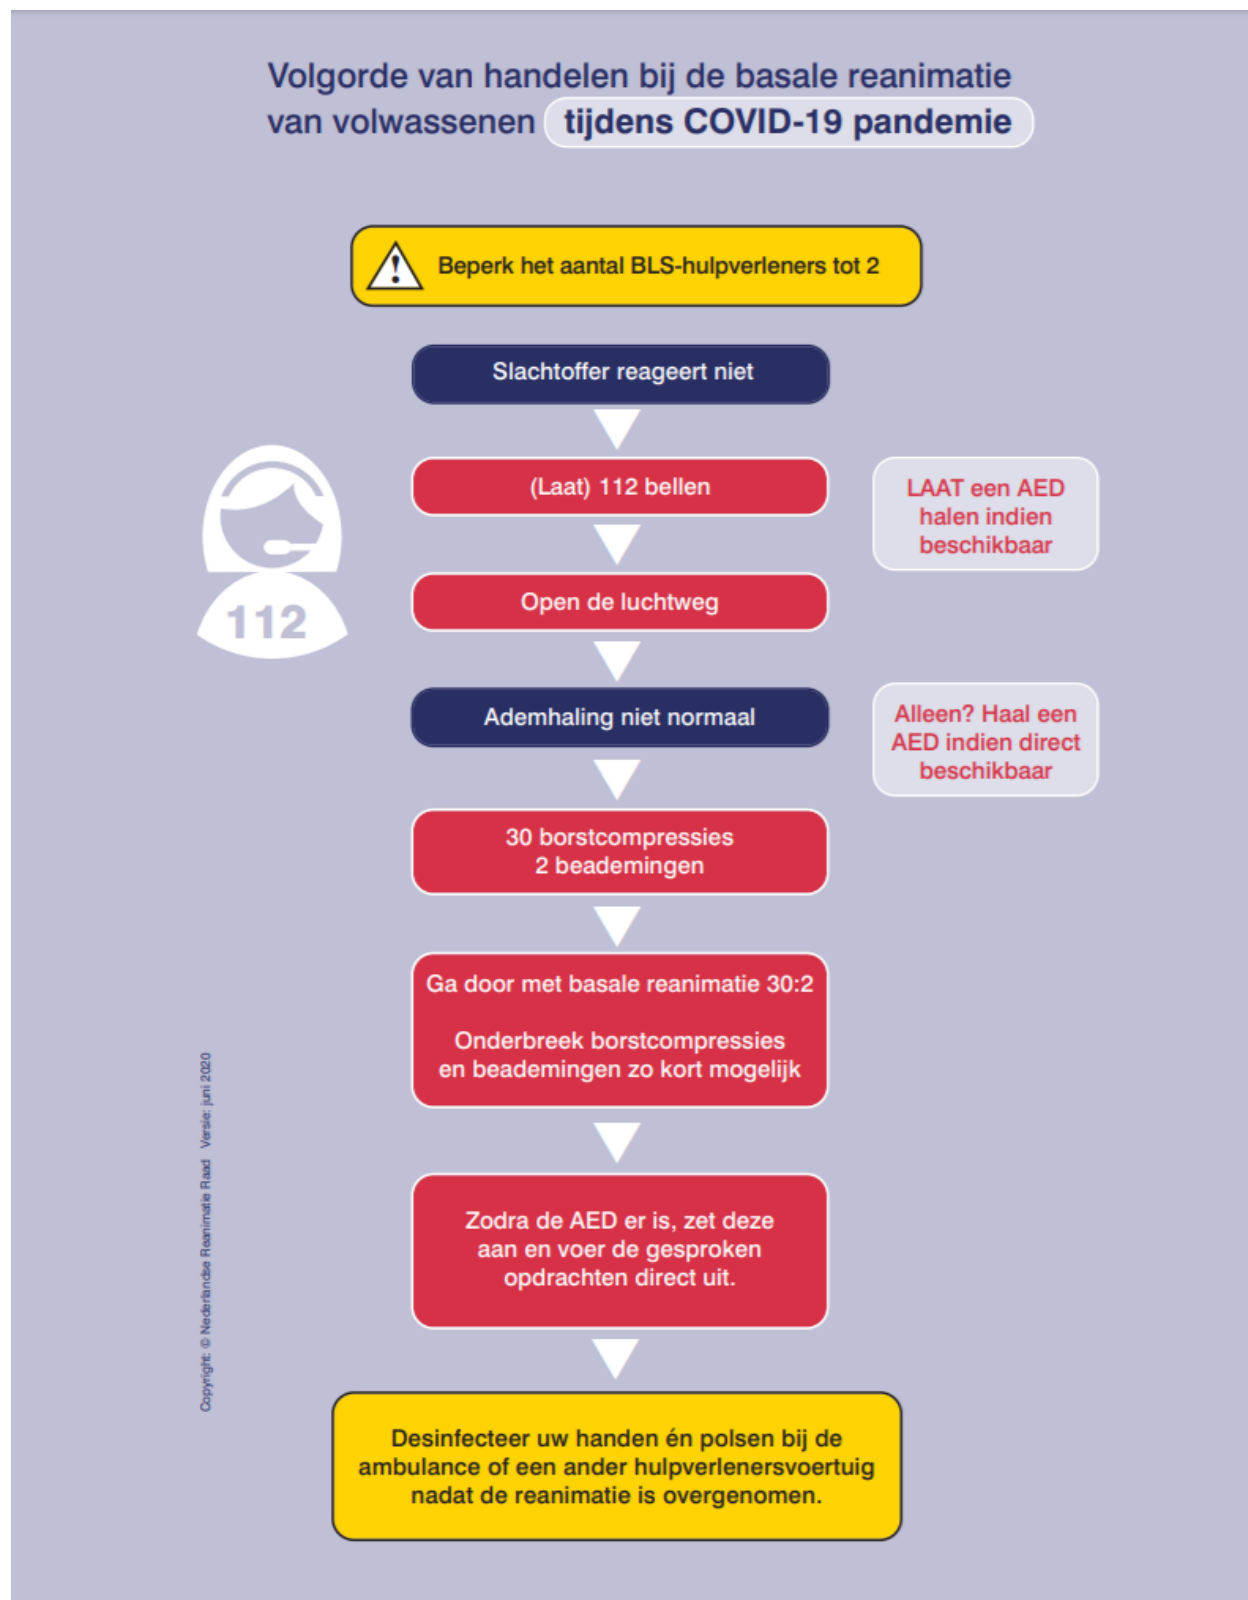 Volgorde van handelen bij de basale reanimatie
van volwassenen tijdens COVID-19 pandemie
!
Beperk het aantal BLS-hulpverleners tot 2
Slachtoffer reageert niet
(Laat) 112 bellen
LAAT een AED
halen indien
beschikbaar
112
Open de luchtweg
Ademhaling niet normaal
Alleen? Haal een
AED indien direct
beschikbaar
30 borstcompressies
2 beademingen
Ga door met basale reanimatie 30:2
Onderbreek borstcompressies
en beademingen zo kort mogelijk
Zodra de AED er is, zet deze
aan en voer de gesproken
opdrachten direct uit.
Desinfecteer uw handen én polsen bij de
ambulance of een ander hulpverlenersvoertuig
nadat de reanimatie is overgenomen.
Copyright: © Nederlandse Reanimatie Raad Versie: juni 2020